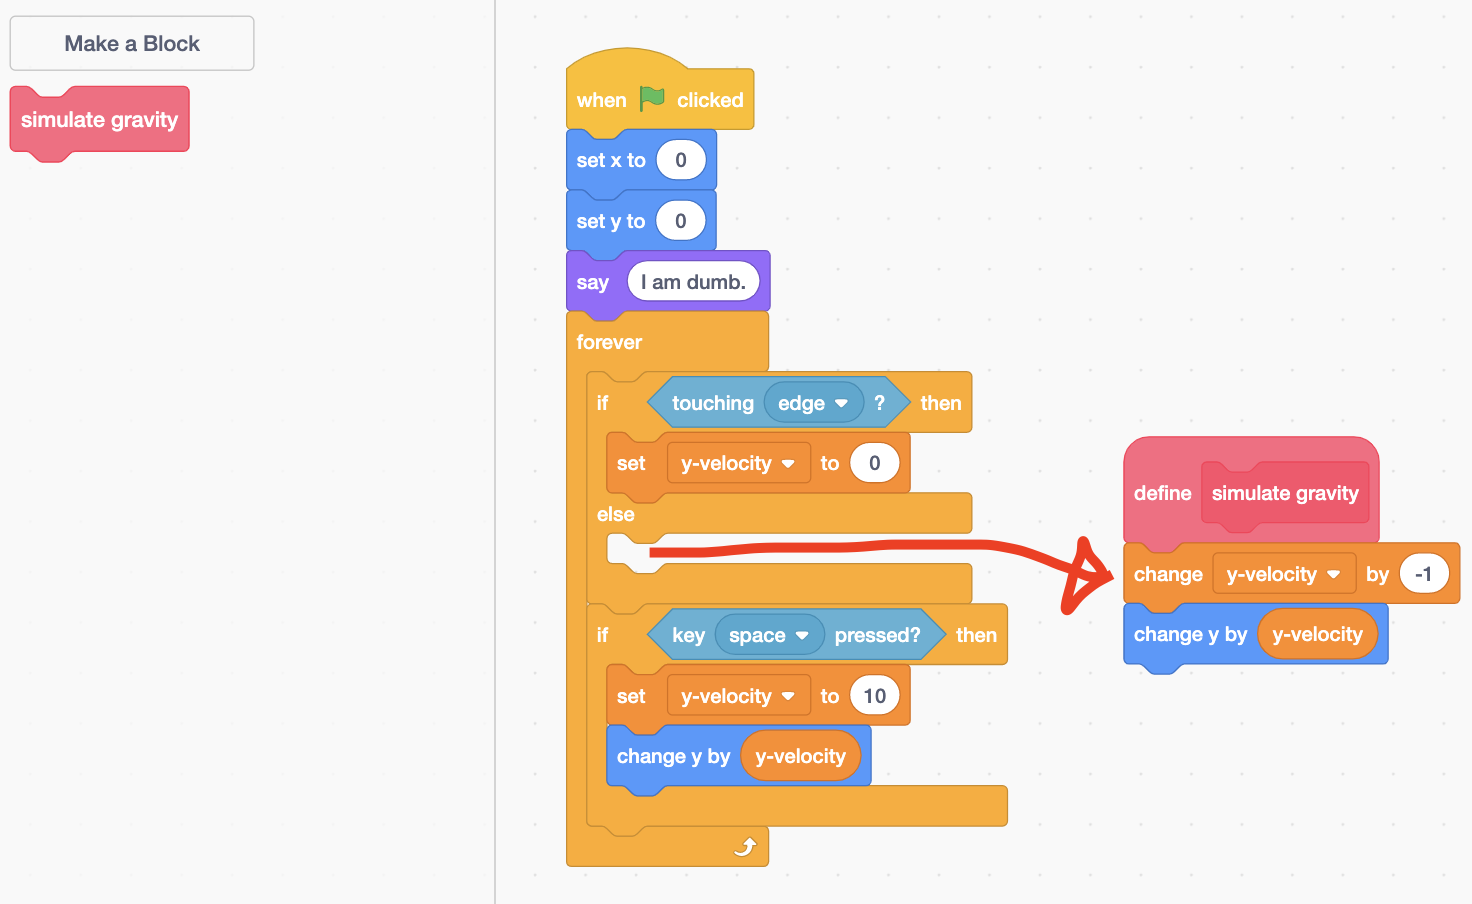 Make a Block
simulate gravity
when clicked
set x to 0
set y to 0
say I am dumb.
forever
if touching edge ? then
set y-velocity to 0
else
if key space pressed? then
set y-velocity to 10
change y by y-velocity
define simulate gravity
change y-velocity by -1
change y by y-velocity